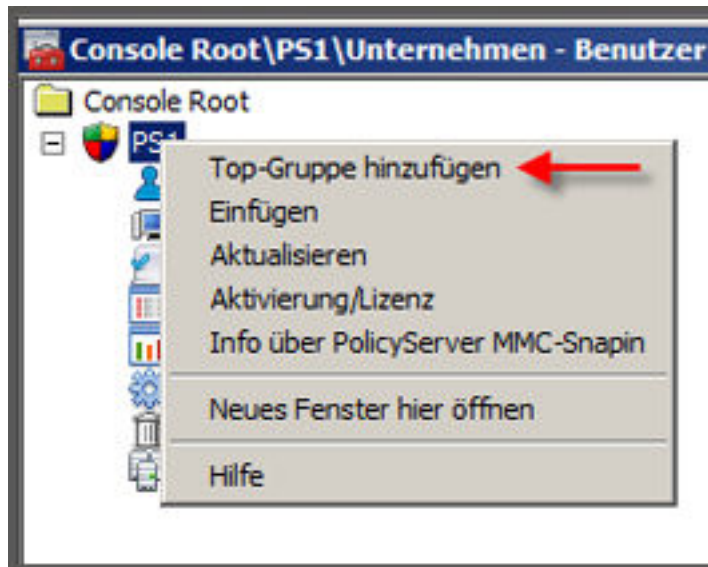 Console Root\PS1\Unternehmen - Benutzer
Console Root
PS1
Top-Gruppe hinzufügen
Einfügen
Aktualisieren
Aktivierung/Lizenz
Info über PolicyServer MMC-Snapin
Neues Fenster hier öffnen
Hilfe